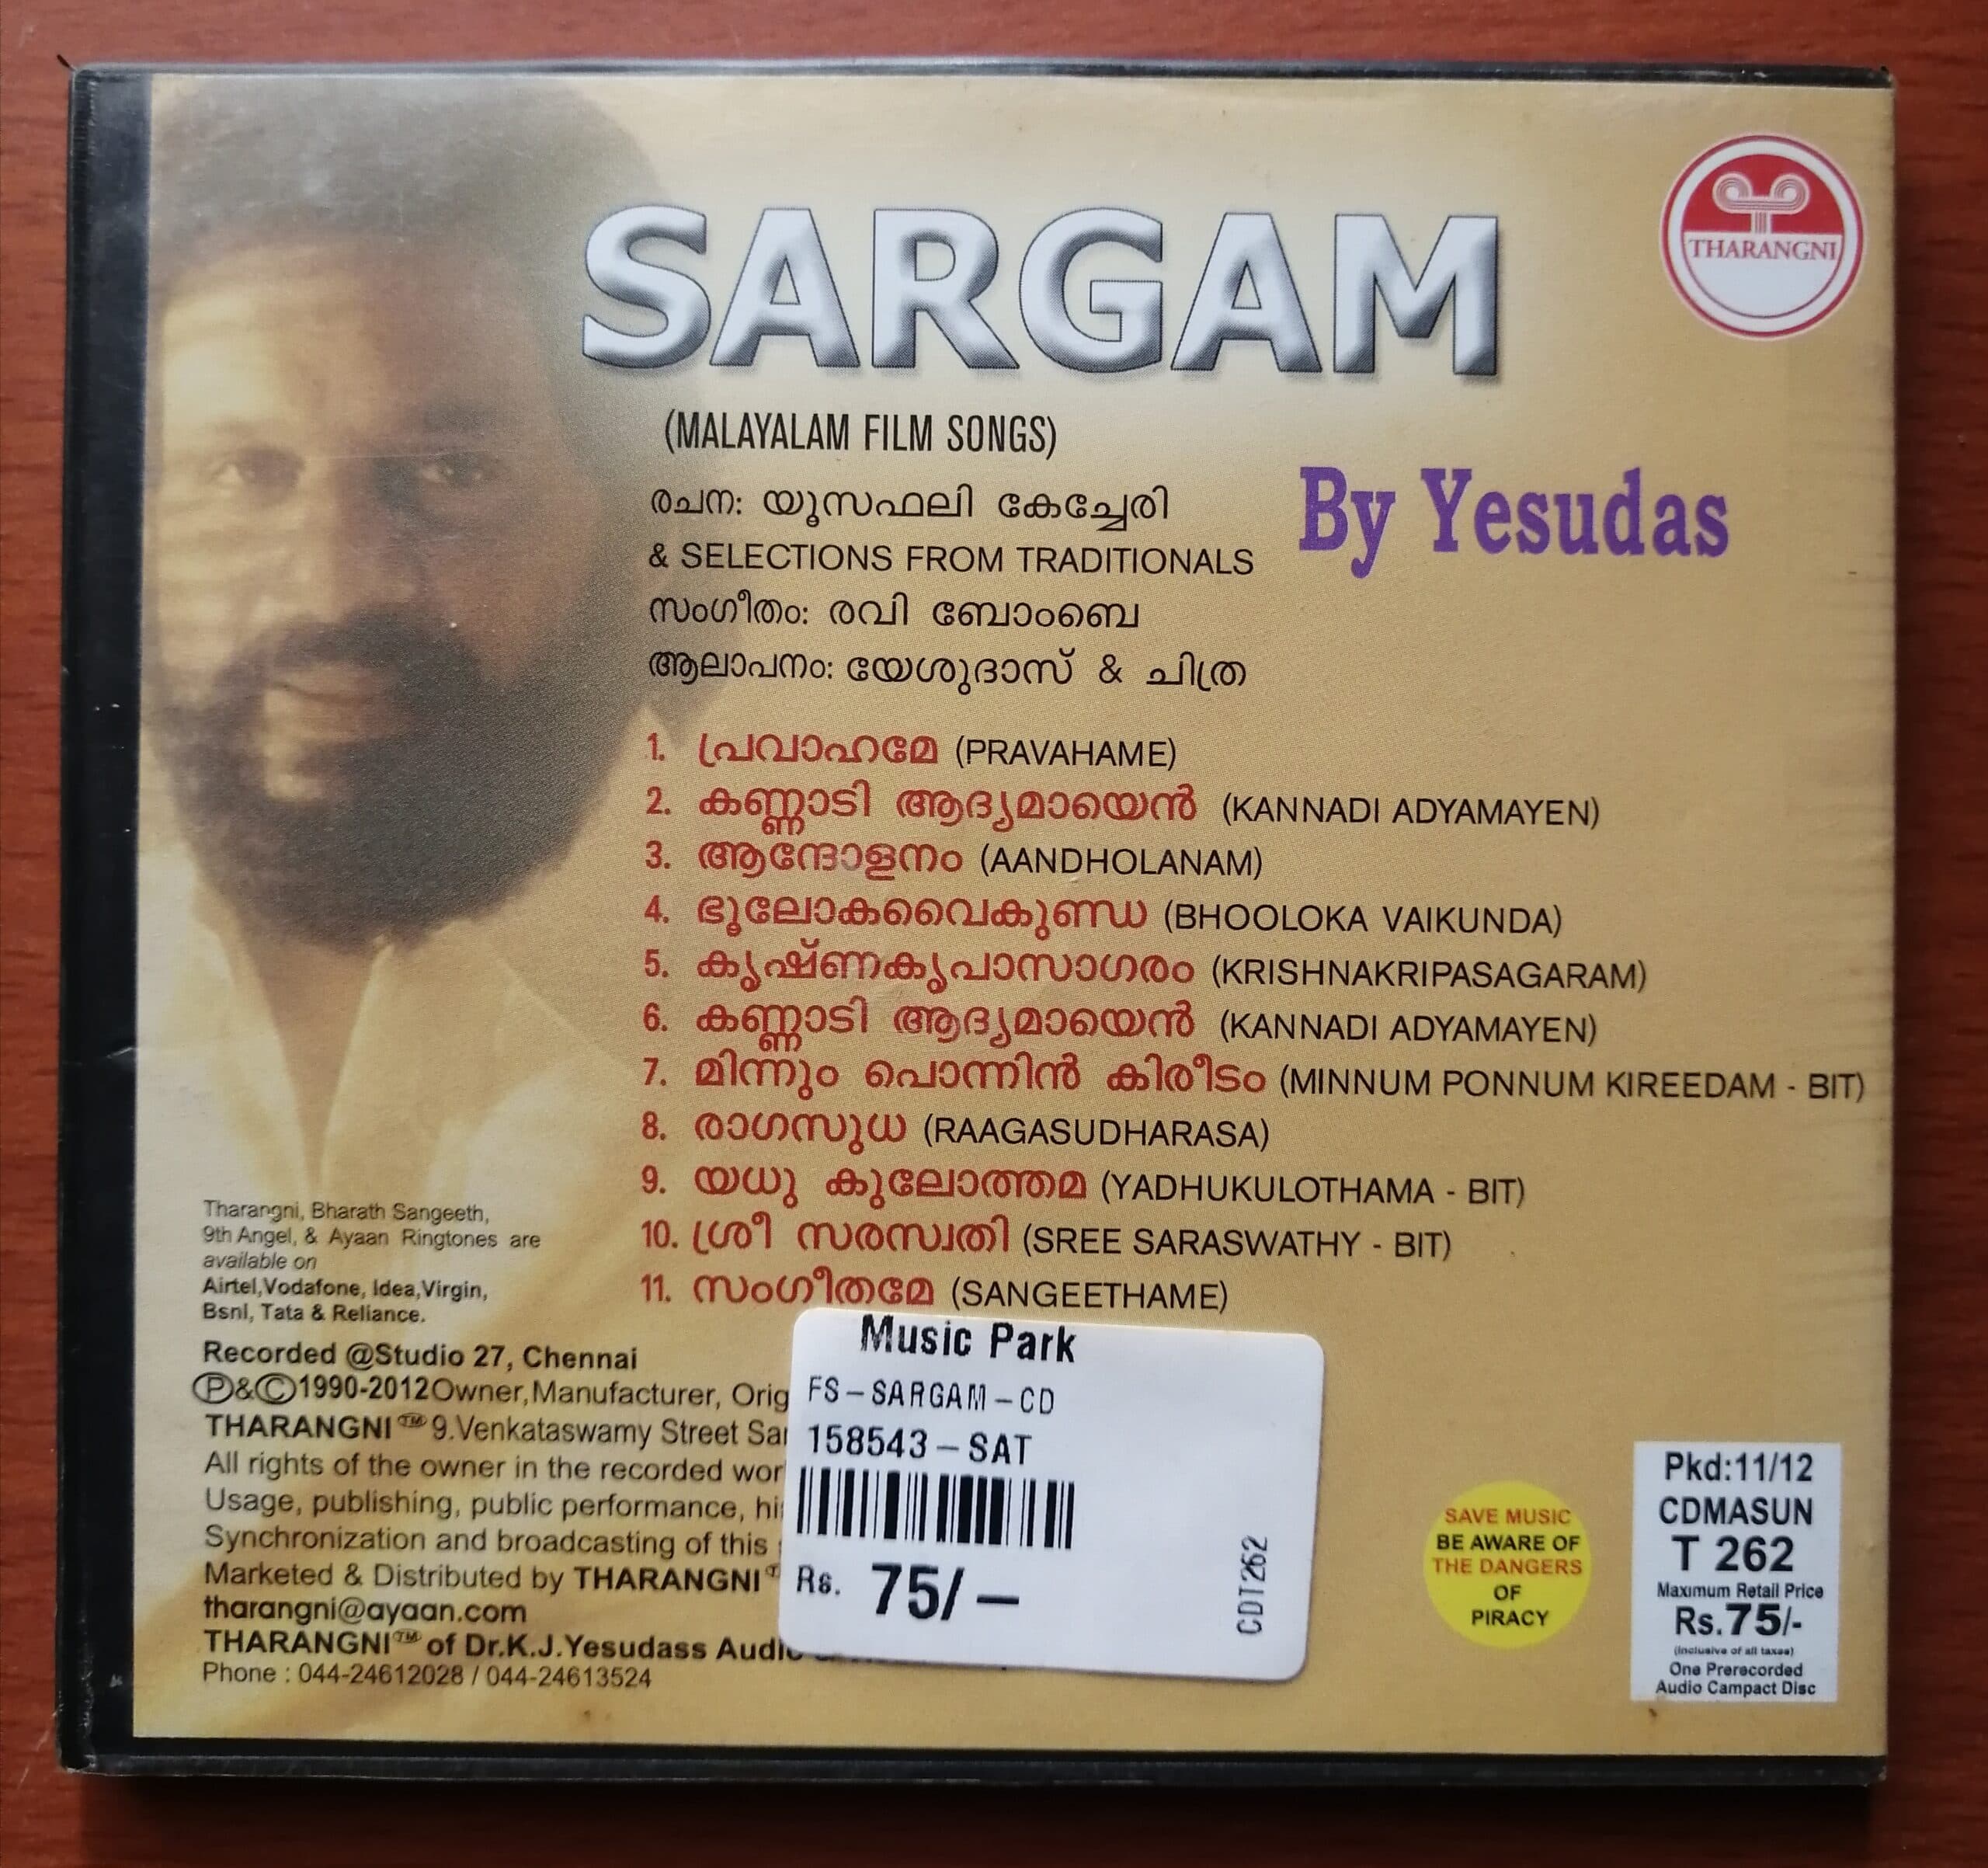 SARGAM
THARANGNI
(MALAYALAM FILM SONGS)
By Yesudas
രചന: യൂസഫലി കേച്ചേരി
& SELECTIONS FROM TRADITIONALS
സംഗീതം: രവി ബോംബെ
ആലാപനം: യേശുദാസ് & ചിത്ര
1. പ്രവാഹമേ (PRAVAHAME)
2. കണ്ണാടി ആദ്യമായെൻ (KANNADI ADYAMAYEN)
3. ആന്ദോളനം (AANDHOLANAM)
4. ഭൂലോകവൈകുണ്ഡ (BHOOLOKA VAIKUNDA)
5. കൃഷ്ണകൃപാസാഗരം (KRISHNAKRIPASAGARAM)
6. കണ്ണാടി ആദ്യമായെൻ (KANNADI ADYAMAYEN)
7. മിന്നും പൊന്നിൻ കിരീടം (MINNUM PONNUM KIREEDAM - BIT)
8. രാഗസുധ (RAAGASUDHARASA)
9. യധു കുലോത്തമ (YADHUKULOTHAMA - BIT)
10. ശ്രീ സരസ്വതി (SREE SARASWATHY - BIT)
11. സംഗീതമേ (SANGEETHAME)
Tharangni, Bharath Sangeeth,
9th Angel, & Ayaan Ringtones are
available on
Airtel,Vodafone, Idea,Virgin,
Bsnl, Tata & Reliance.
Recorded @Studio 27, Chennai
Ⓟ&Ⓒ1990-2012Owner,Manufacturer,
THARANGNI™ 9.Venkataswamy Street
All rights of the owner in the recorded
Usage, publishing, public performance,
Synchronization and broadcasting of this
Marketed & Distributed by THARANGNI™
tharangni@ayaan.com
THARANGNI™ of Dr.K.J.Yesudass
Phone : 044-24612028 / 044-24613524
Music Park
FS-SARGAM-CD
158543-SAT
Rs. 75/-
CDT262
SAVE MUSIC
BE AWARE OF
THE DANGERS
OF
PIRACY
Pkd:11/12
CDMASUN
T 262
Maximum Retail Price
Rs.75/-
(Inclusive of all taxes)
One Prerecorded
Audio Campact Disc